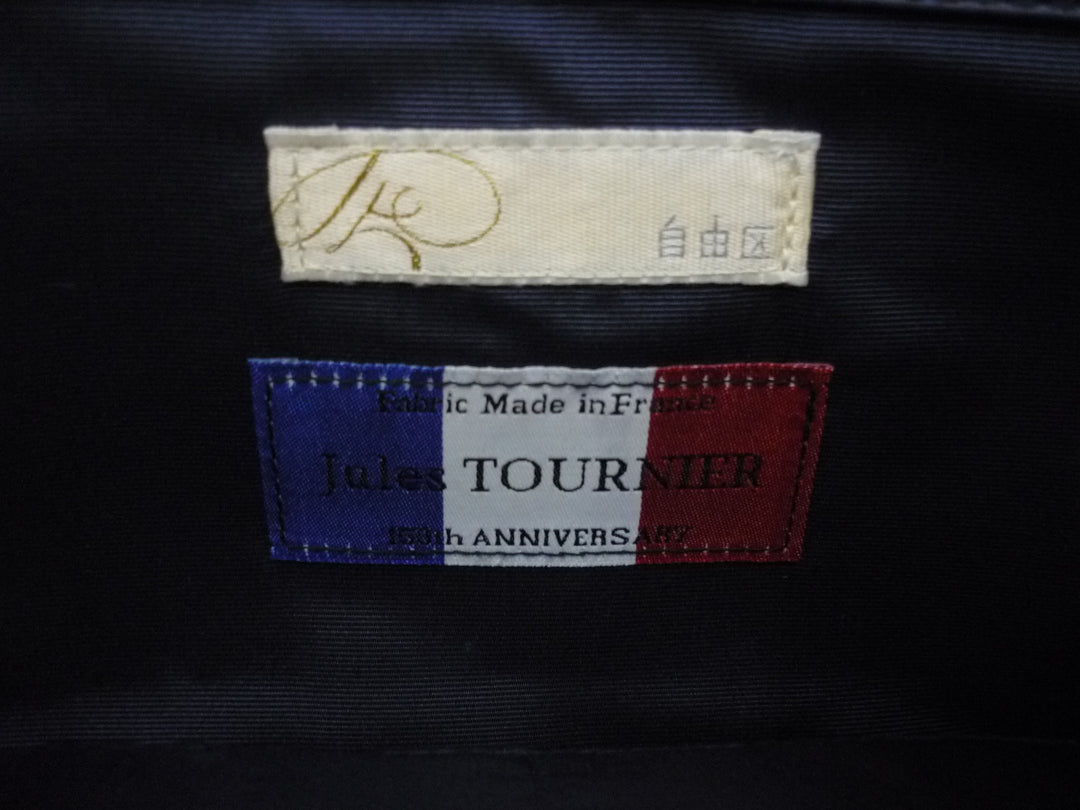 自由区
Fabric Made in France
Jules TOURNIER
150th ANNIVERSARY